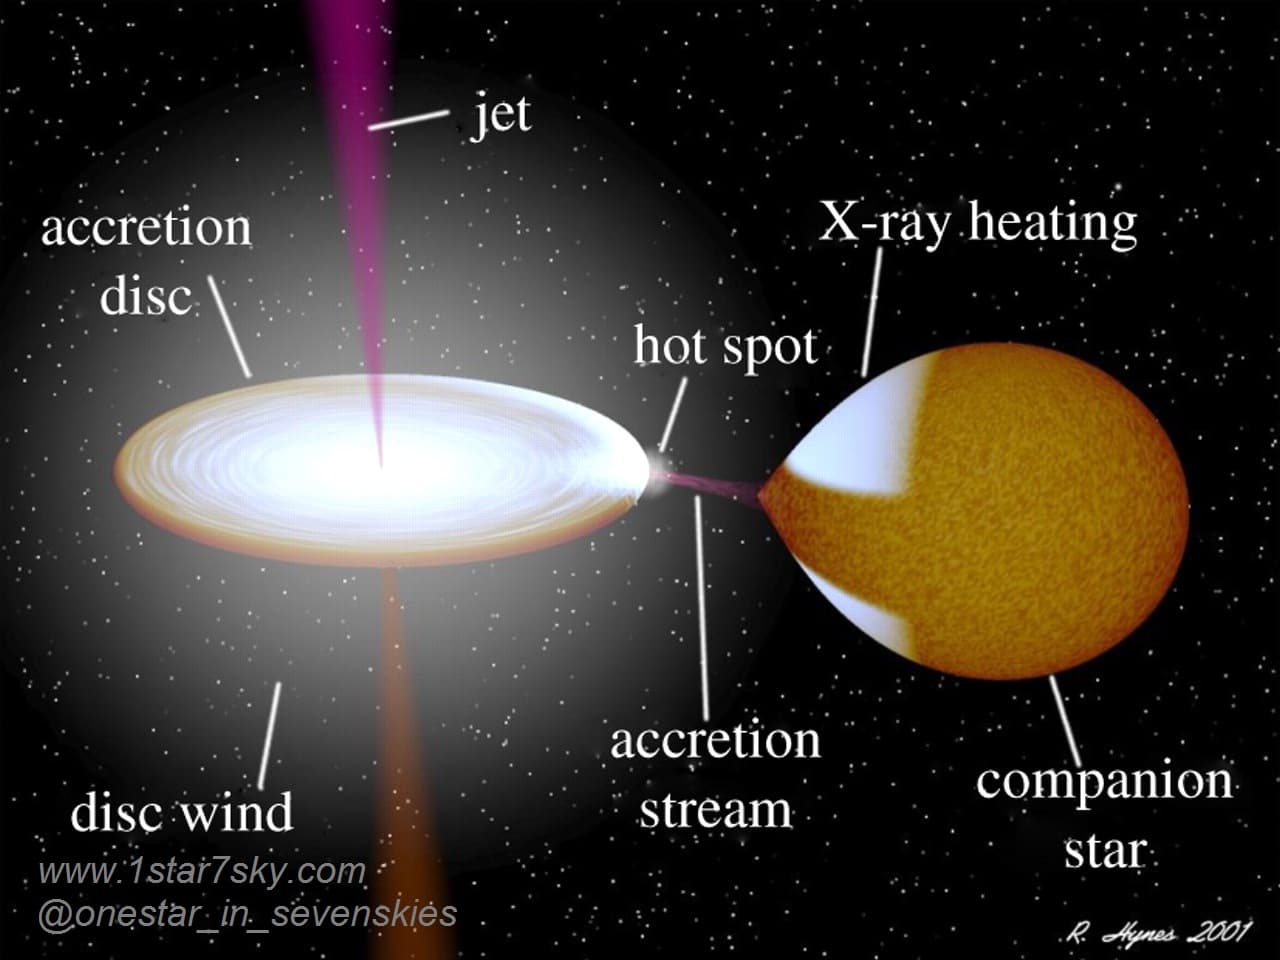 jet
accretion
disc
X-ray heating
hot spot
accretion
stream
companion
star
disc wind
www.1star7sky.com
@onestar_in_sevenskies
R. Hynes 2001